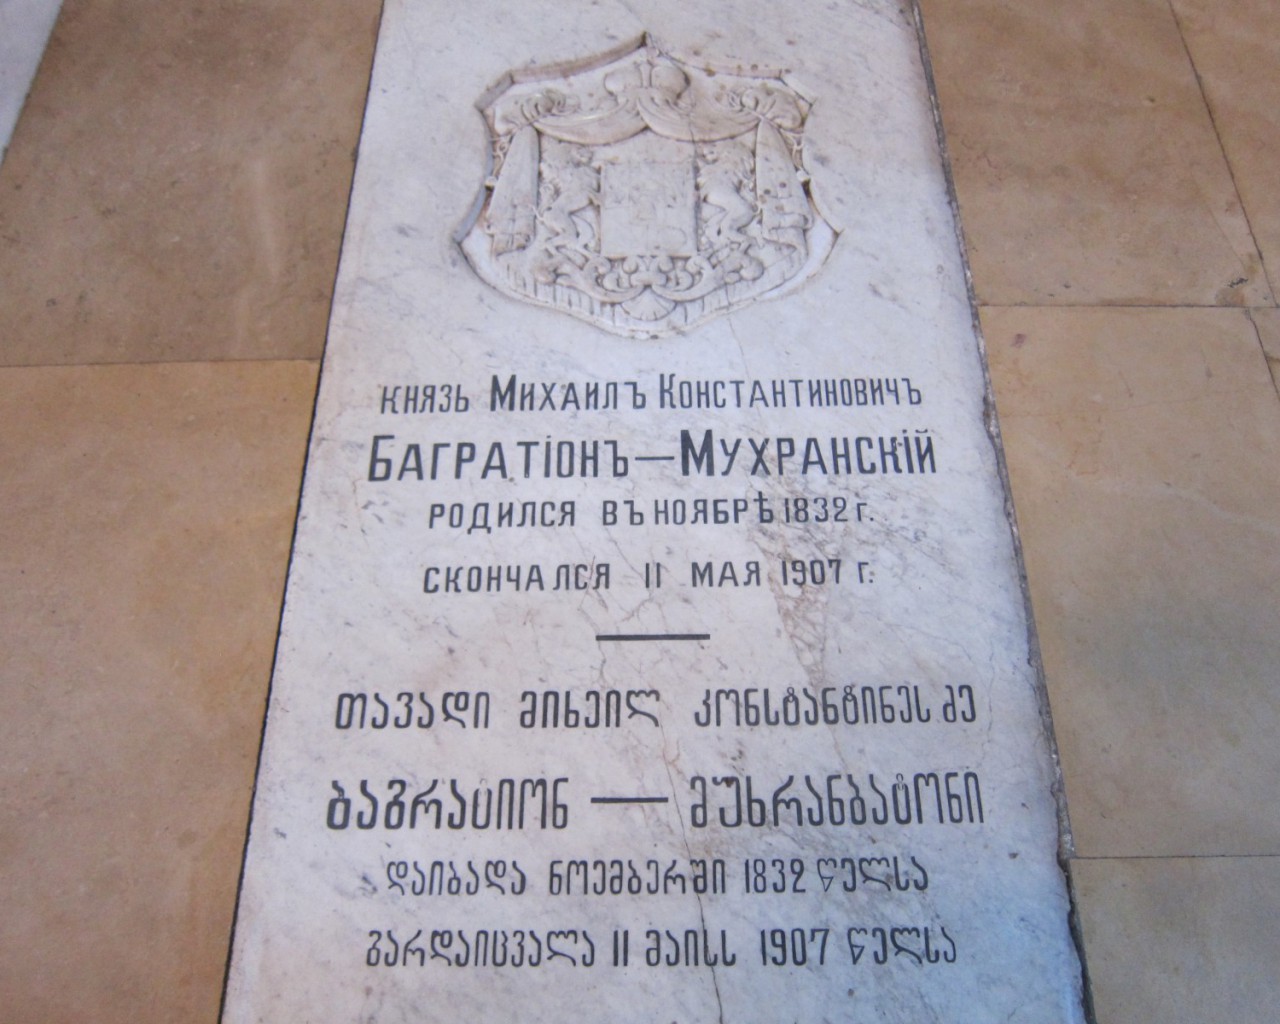 князь Михаилъ Константиновичъ
Багратіонъ—Мухранскій
родился въ ноябрѣ 1832 г.
скончался 11 мая 1907 г.
თავადი მიხეილ კონსტანტინეს ძე
ბაგრატიონ — მუხრანბატონი
დაიბადა ნოემბერში 1832 წელსა
გარდაიცვალა 11 მაისს 1907 წელსა